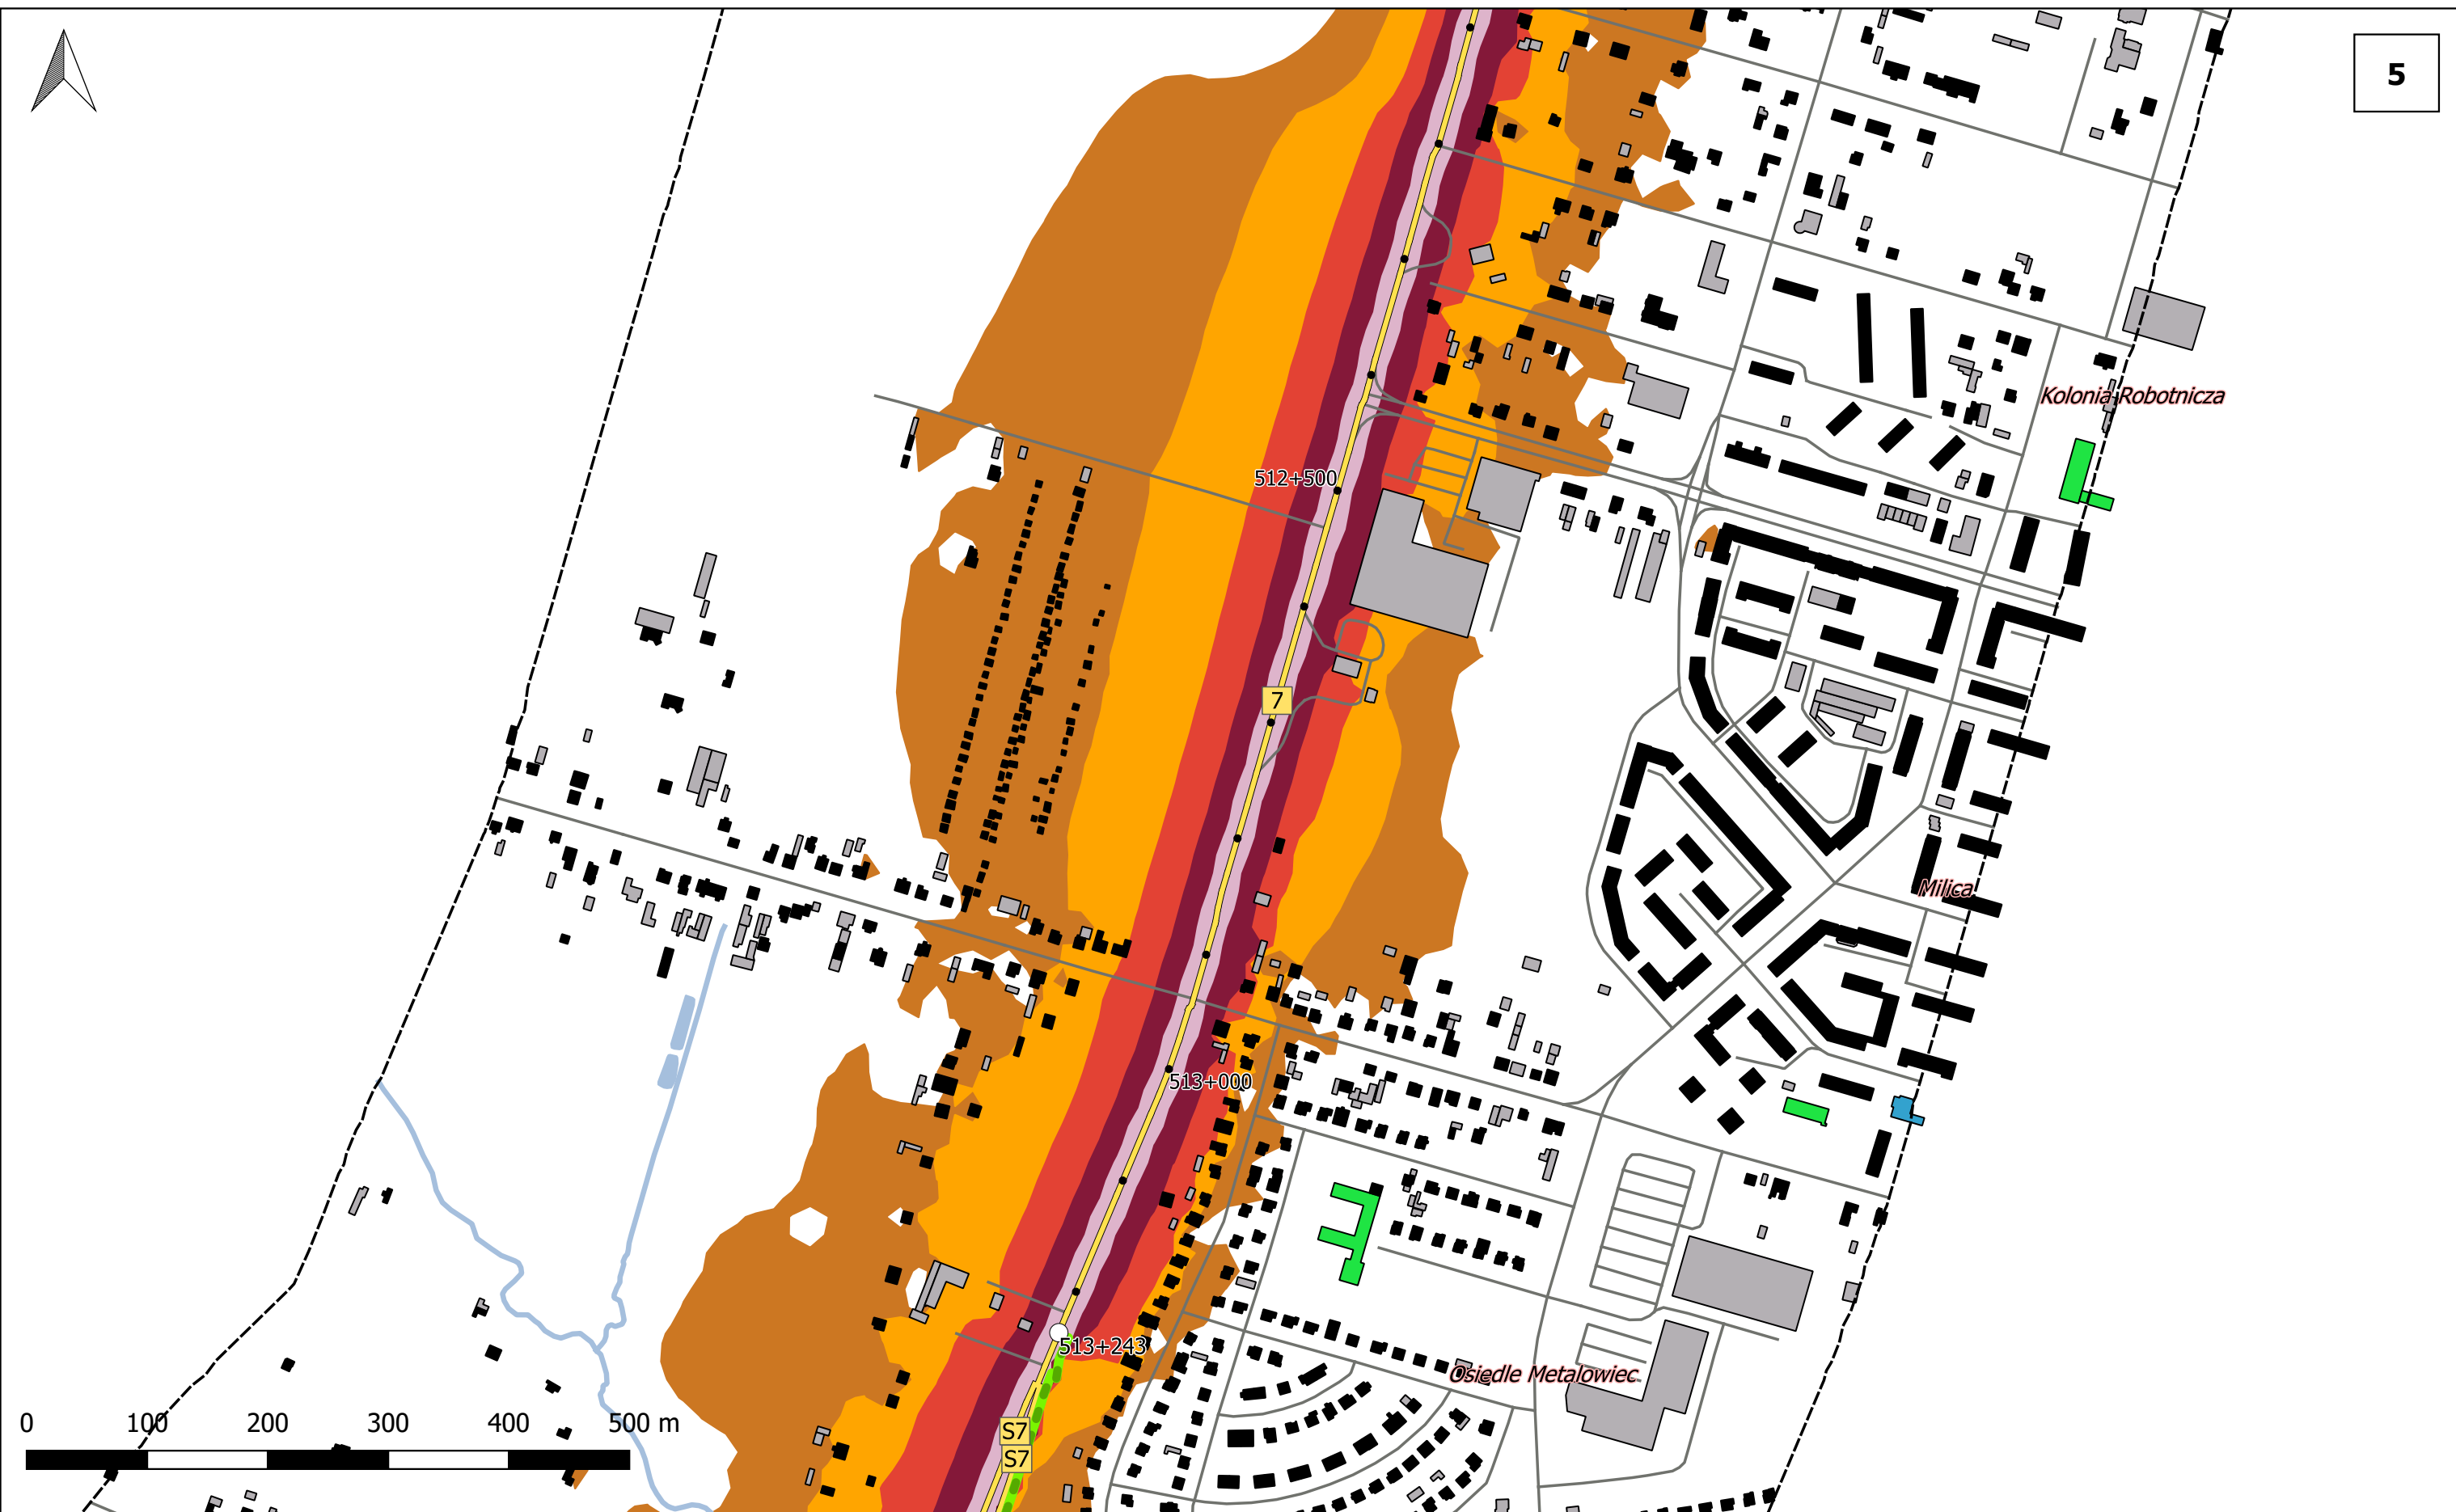 5
Kolonia Robotnicza
512+500
7
Milica
513+000
513+243
Osiedle Metalowiec
0 100 200 300 400 500 m
S7
S7